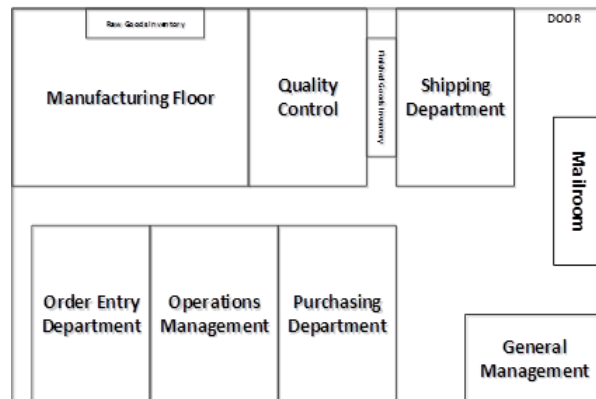 DOOR
Raw Goods Inventory
Manufacturing Floor
Quality
Control
Finished Goods Inventory
Shipping
Department
Mailroom
Order Entry
Department
Operations
Management
Purchasing
Department
General
Management